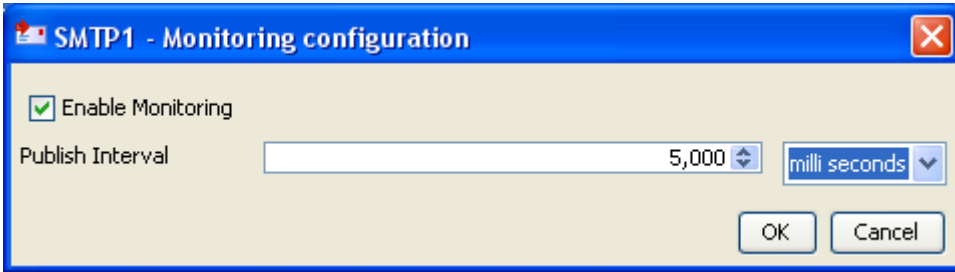 SMTP1 - Monitoring configuration
Enable Monitoring
Publish Interval 5,000 milli seconds
OK Cancel